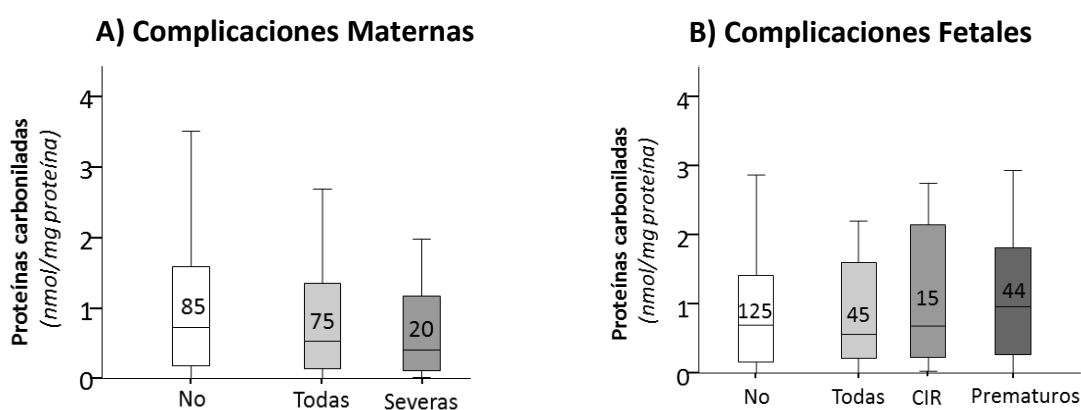 A) Complicaciones Maternas
Proteínas carboniladas
(nmol/mg proteína)
4
3
2
1
0
85
75
20
No
Todas
Severas
B) Complicaciones Fetales
Proteínas carboniladas
(nmol/mg proteína)
4
3
2
1
0
125
45
15
44
No
Todas
CIR
Prematuros